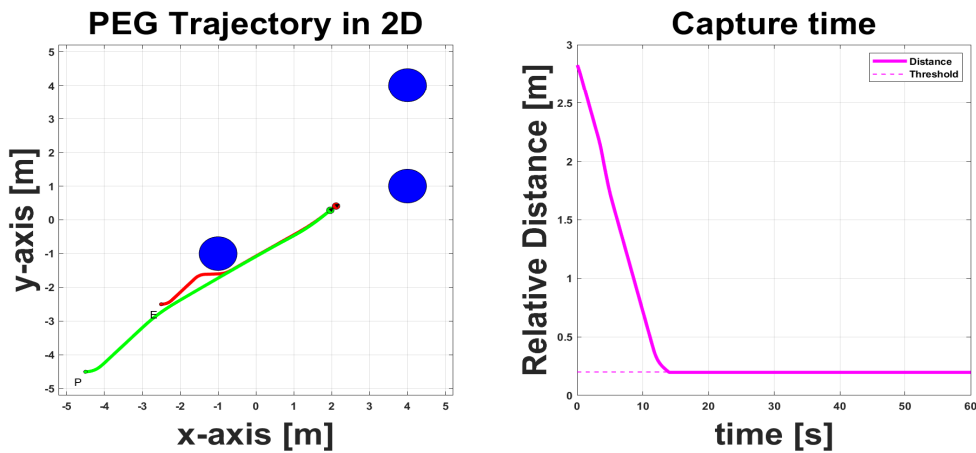 PEG Trajectory in 2D
5
4
3
2
1
0
-1
-2
-3
-4
-5
y-axis [m]
E
P
-5 -4 -3 -2 -1 0 1 2 3 4 5
x-axis [m]
Capture time
3
2.5
2
1.5
1
0.5
0
Relative Distance [m]
Distance
Threshold
0 10 20 30 40 50 60
time [s]